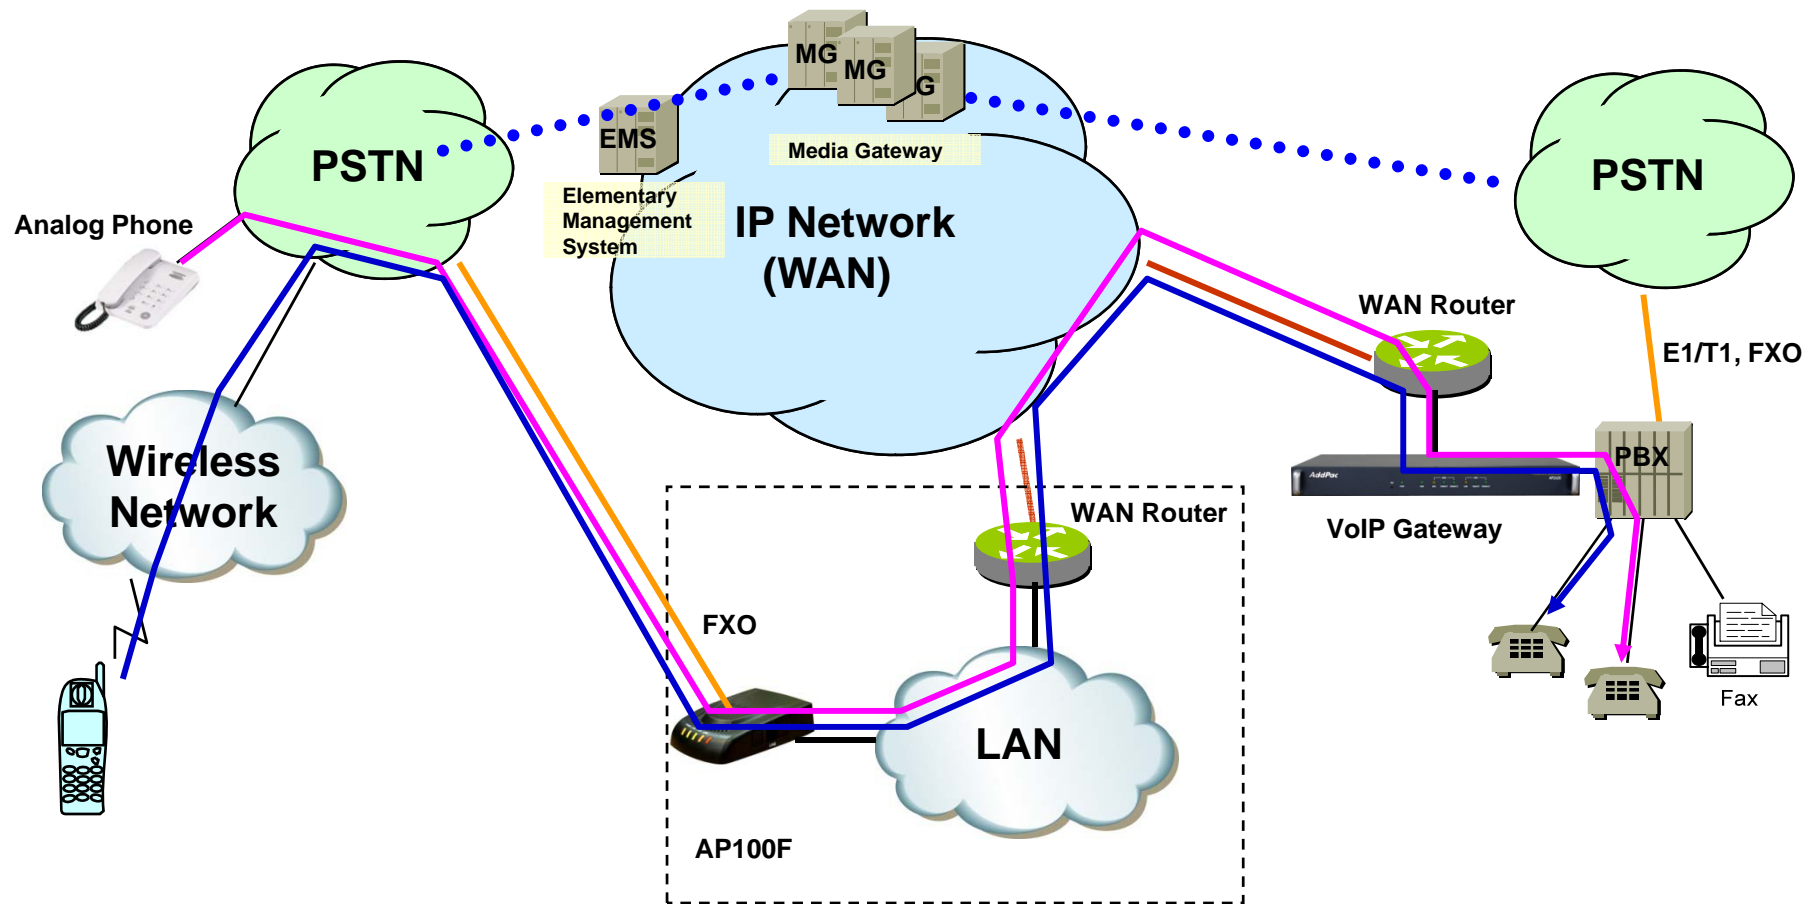 MG
MG
G
EMS
Media Gateway
PSTN
PSTN
Elementary
Management
System
IP Network
(WAN)
Analog Phone
WAN Router
E1/T1, FXO
Wireless
Network
PBX
AddPac
VoIP Gateway
WAN Router
FXO
Fax
LAN
AP100F